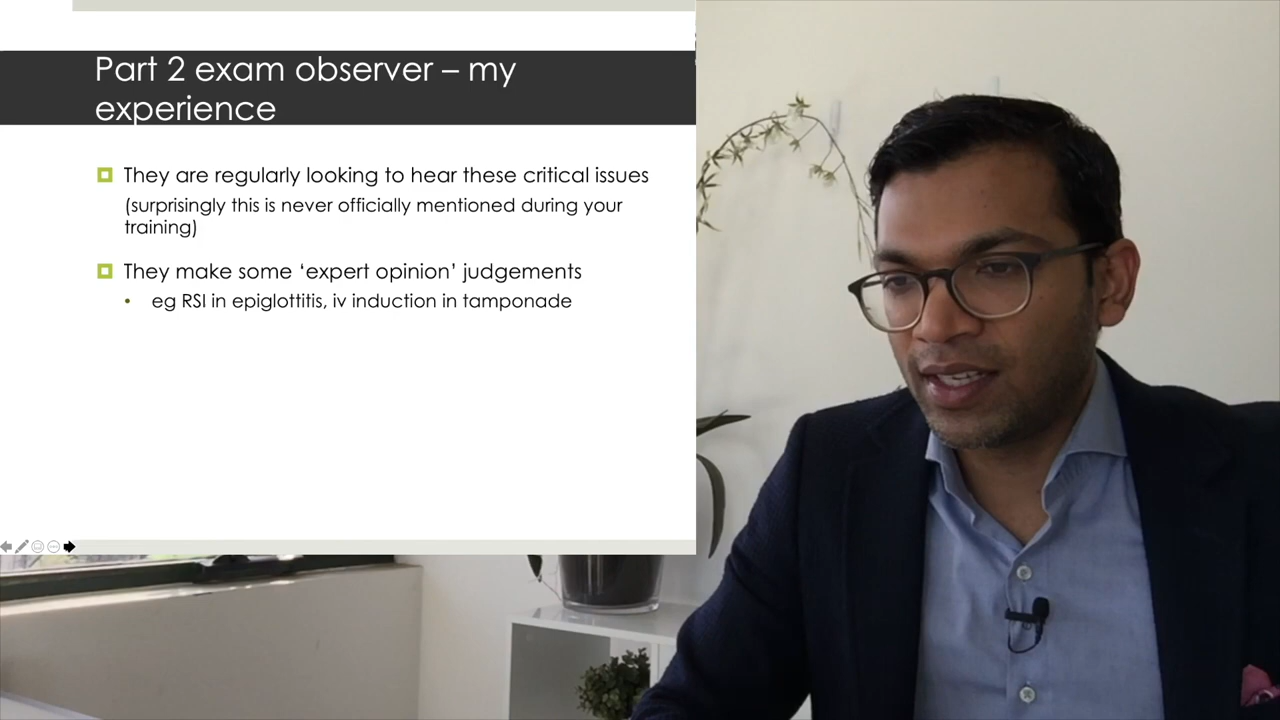 Part 2 exam observer – my
experience
They are regularly looking to hear these critical issues
(surprisingly this is never officially mentioned during your
training)
They make some ‘expert opinion’ judgements
• eg RSI in epiglottitis, iv induction in tamponade